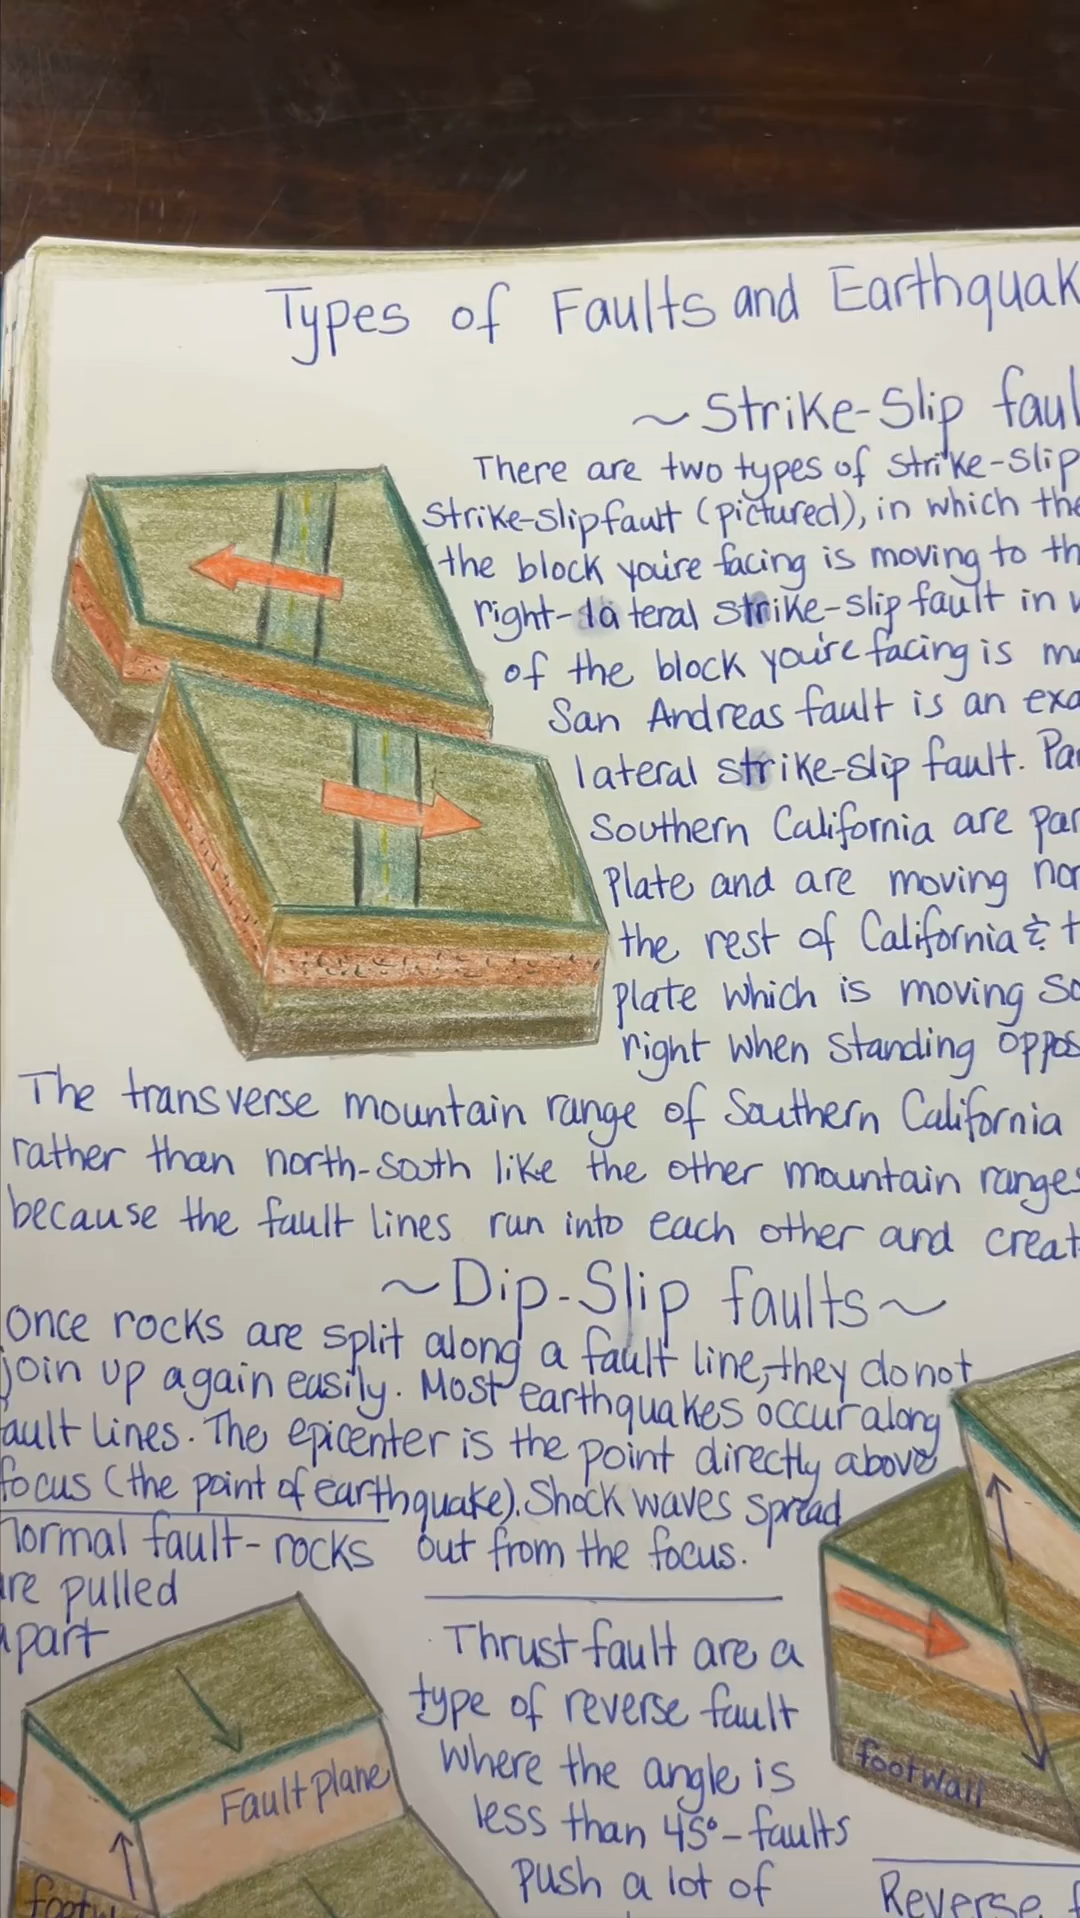 Types of Faults and Earthquak
~Strike-Slip faul
There are two types of strike-slip
strike-slip fault (pictured), in which the
the block you're facing is moving to th
right-lateral strike-slip fault in
of the block you're facing is mo
San Andreas fault is an exa
lateral strike-slip fault. Par
Southern California are par
plate and are moving nor
the rest of California & t
plate which is moving so
right when standing oppos
The transverse mountain range of Southern California
rather than north-south like the other mountain ranges
because the fault lines run into each other and creat
~Dip-Slip faults~
Once rocks are split along a fault line, they do not
join up again easily. Most earthquakes occur along
fault lines. The epicenter is the point directly above
focus (the point of earthquake). Shock waves spread
out from the focus.
normal fault-rocks
are pulled
apart
Fault plane
footw
Thrust fault are a
type of reverse fault
where the angle is
less than 45°-faults
push a lot of
footwall
Reverse f